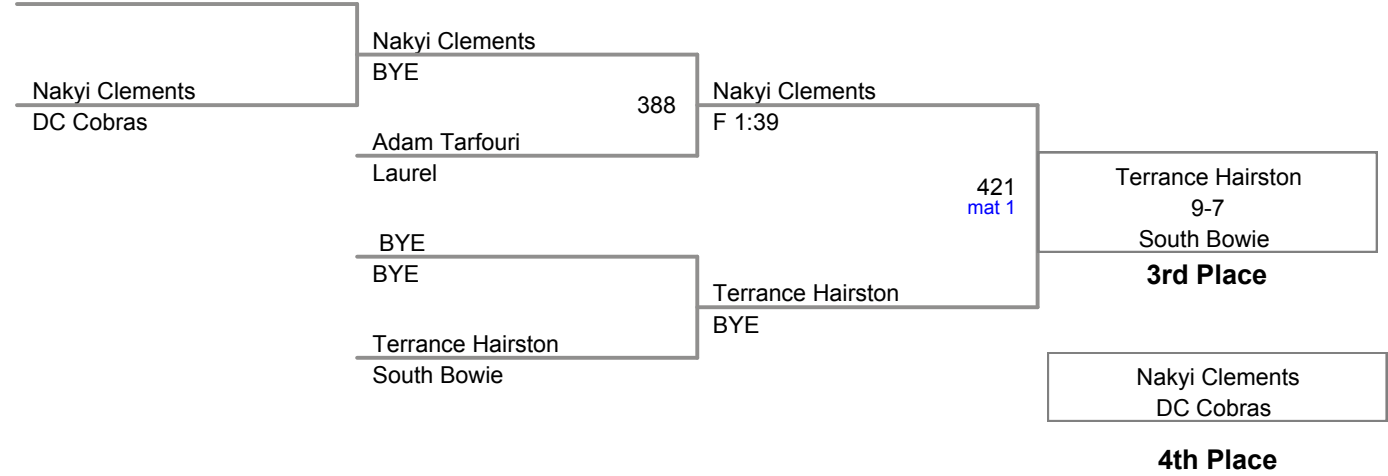 Nakyi Clements
DC Cobras
Nakyi Clements
BYE
388
Adam Tarfouri
Laurel
BYE
BYE
Terrance Hairston
South Bowie
Nakyi Clements
F 1:39
421
mat 1
Terrance Hairston
BYE
Terrance Hairston
9-7
South Bowie
3rd Place
Nakyi Clements
DC Cobras
4th Place